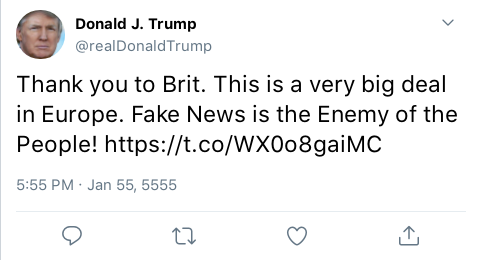 Donald J. Trump
@realDonaldTrump
Thank you to Brit. This is a very big deal
in Europe. Fake News is the Enemy of the
People! https://t.co/WX0o8gaiMC
5:55 PM · Jan 55, 5555